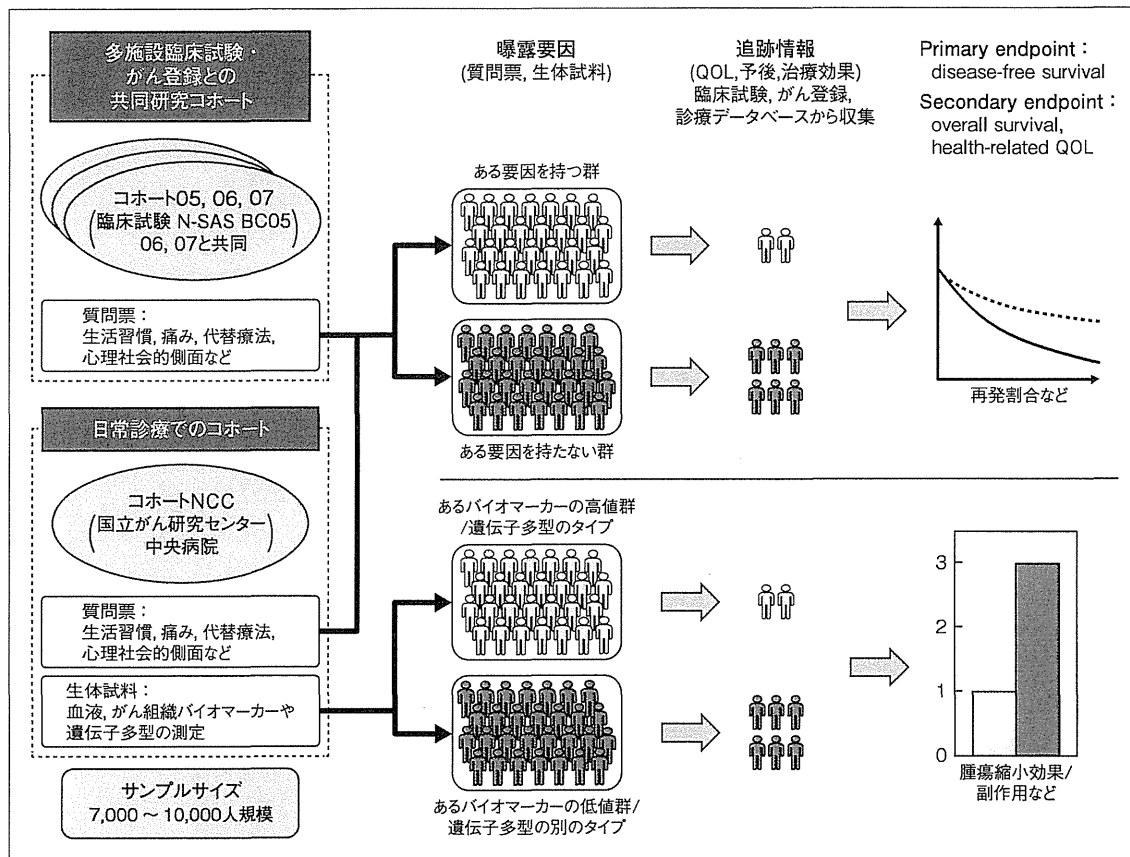 多施設臨床試験・
がん登録との
共同研究コホート
コホート05, 06, 07
(臨床試験 N-SAS BC05
06, 07と共同)
質問票：
生活習慣, 痛み, 代替療法,
心理社会的側面など
日常診療でのコホート
コホートNCC
(国立がん研究センター
中央病院)
質問票：
生活習慣, 痛み, 代替療法,
心理社会的側面など
生体試料：
血液, がん組織バイオマーカーや
遺伝子多型の測定
サンプルサイズ
7,000 ～ 10,000人規模
曝露要因
(質問票, 生体試料)
ある要因を持つ群
ある要因を持たない群
あるバイオマーカーの高値群
/遺伝子多型のタイプ
あるバイオマーカーの低値群/
遺伝子多型の別のタイプ
追跡情報
(QOL,予後,治療効果)
臨床試験, がん登録,
診療データベースから収集
Primary endpoint：
disease-free survival
Secondary endpoint：
overall survival,
health-related QOL
再発割合など
3
2
1
0
腫瘍縮小効果/
副作用など